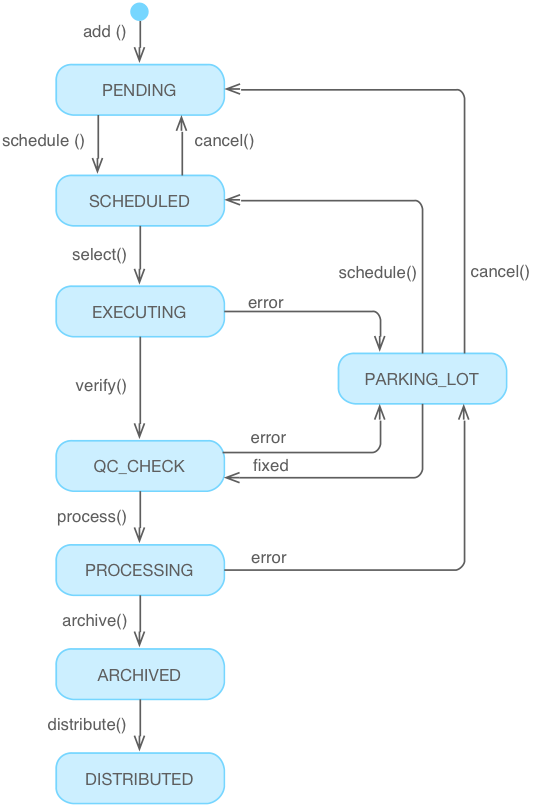 add ()
PENDING
schedule ()
cancel()
SCHEDULED
select()
schedule()
cancel()
EXECUTING
error
PARKING_LOT
verify()
error
QC_CHECK
fixed
process()
error
PROCESSING
archive()
ARCHIVED
distribute()
DISTRIBUTED